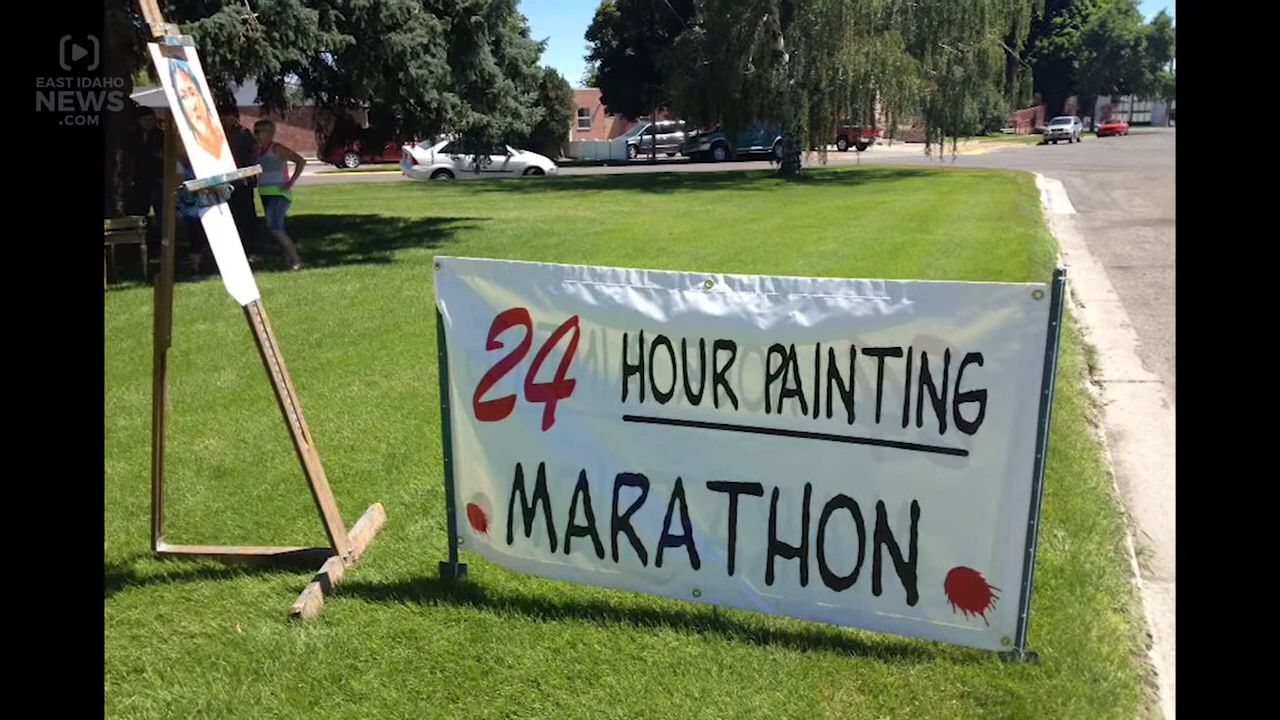 EAST IDAHO
NEWS
.COM
24 HOUR PAINTING
MARATHON